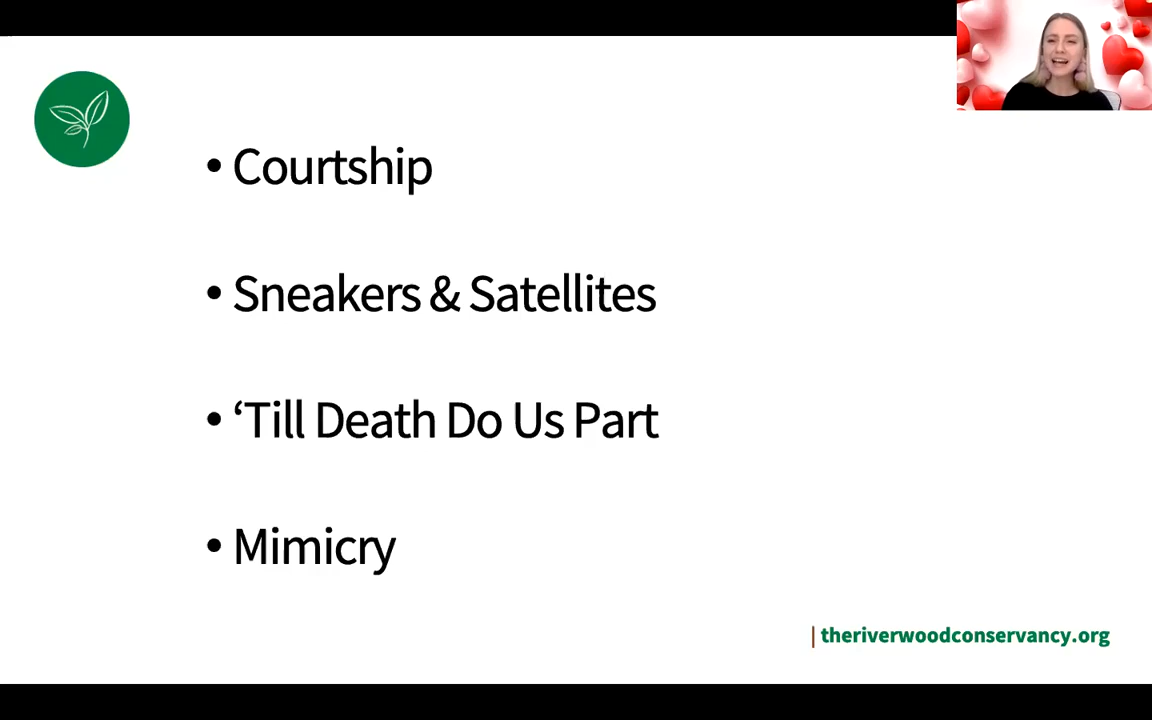 • Courtship
• Sneakers & Satellites
• ‘Till Death Do Us Part
• Mimicry
| theriverwoodconservancy.org